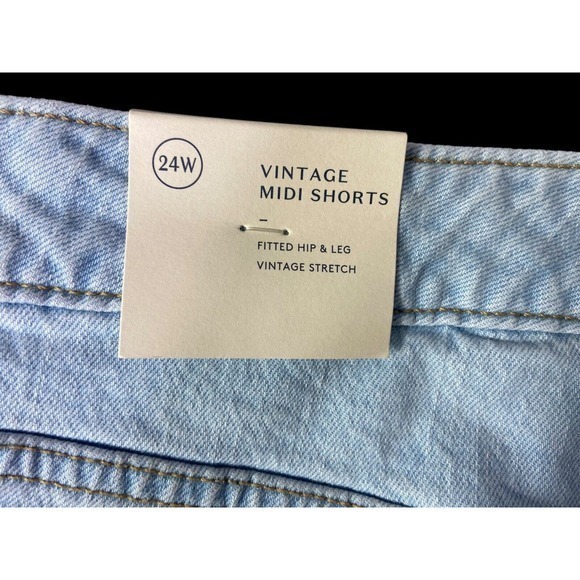 24W
VINTAGE
MIDI SHORTS
–
FITTED HIP & LEG
VINTAGE STRETCH